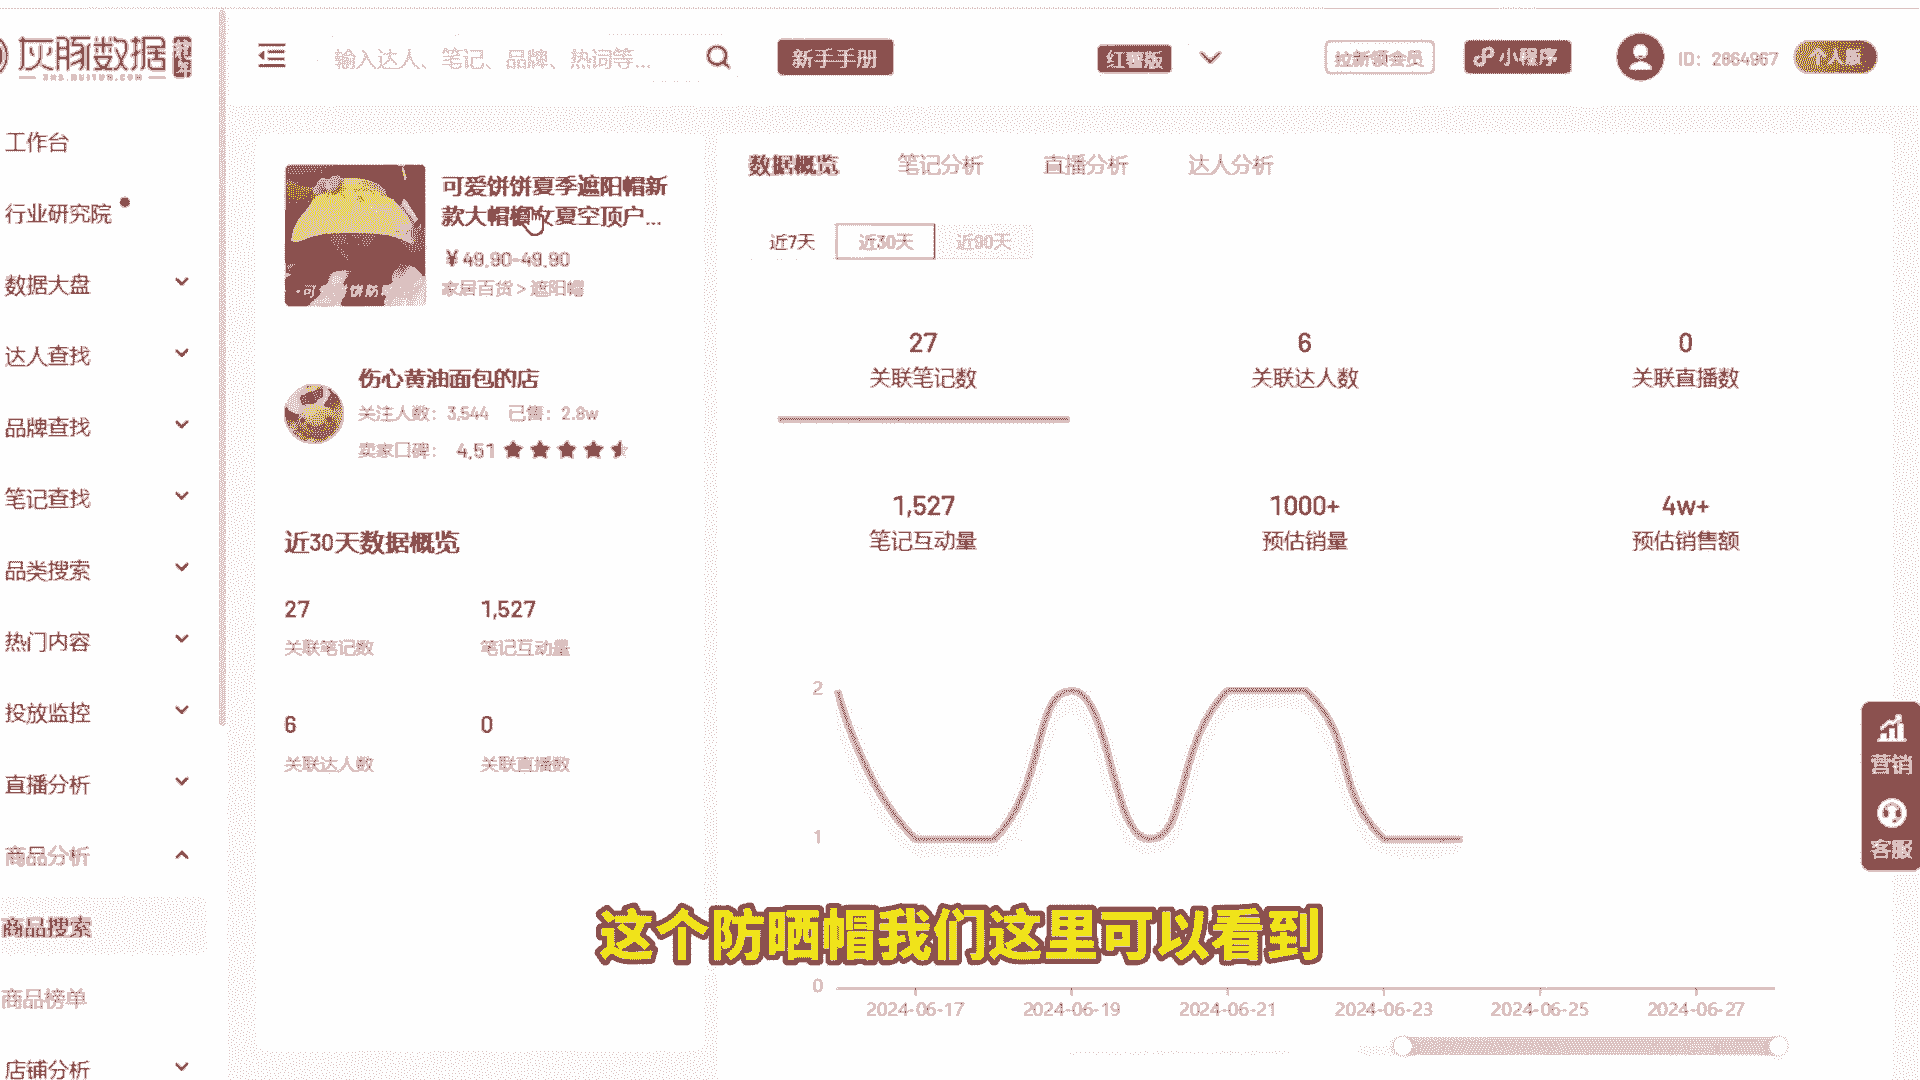 灰豚数据
XHS.HUITUN.COM
输入达人、笔记、品牌、热词等...
新手手册
红薯版
拉新领会员
小程序
ID: 2864967
个人版
工作台
行业研究院
数据大盘
达人查找
品牌查找
笔记查找
品类搜索
热门内容
投放监控
直播分析
商品分析
商品搜索
商品榜单
店铺分析
可爱饼饼夏季遮阳帽新
款大帽檐女夏空顶户...
¥49.90-49.90
家居百货 > 遮阳帽
伤心黄油面包的店
关注人数: 3,544 已售: 2.8w
卖家口碑: 4.51
近30天数据概览
27
1,527
关联笔记数
笔记互动量
6
0
关联达人数
关联直播数
数据概览
笔记分析
直播分析
达人分析
近7天
近30天
近90天
27
6
0
关联笔记数
关联达人数
关联直播数
1,527
1000+
4w+
笔记互动量
预估销量
预估销售额
2
1
0
2024-06-17
2024-06-19
2024-06-21
2024-06-23
2024-06-25
2024-06-27
营销
客服
这个防晒帽我们这里可以看到